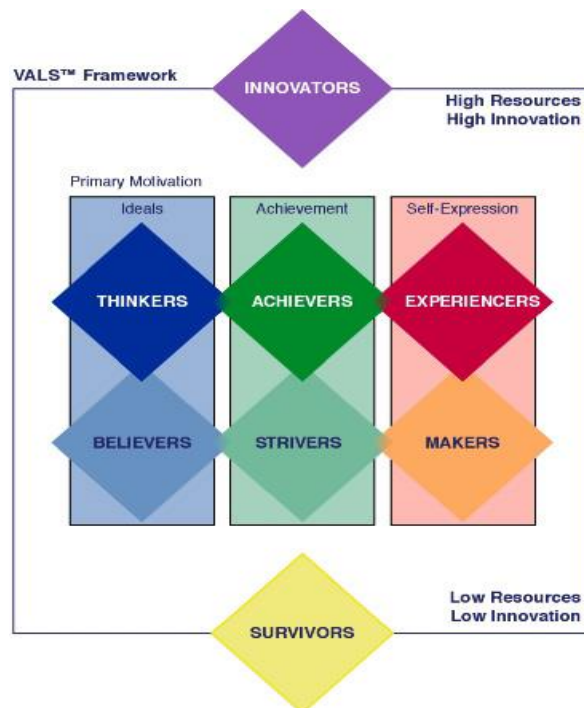 VALS™ Framework
INNOVATORS
High Resources
High Innovation
Primary Motivation
Ideals
Achievement
Self-Expression
THINKERS
ACHIEVERS
EXPERIENCERS
BELIEVERS
STRIVERS
MAKERS
Low Resources
Low Innovation
SURVIVORS